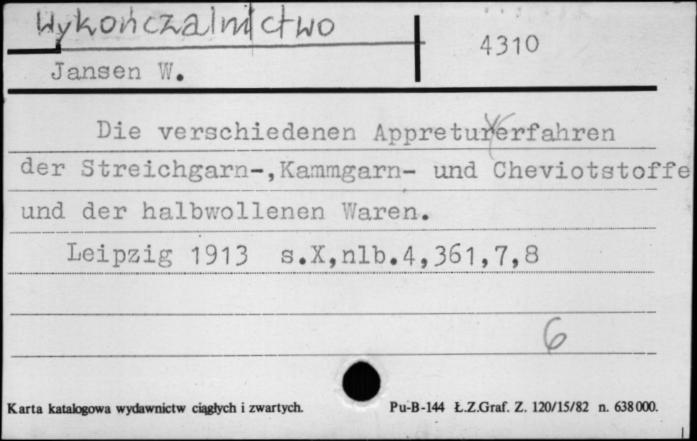 Wykończalnictwo
4310
Jansen W.
Die verschiedenen Appreturverfahren
der Streichgarn-,Kammgarn- und Cheviotstoffe
und der halbwollenen Waren.
Leipzig 1913 s.X,nlb.4,361,7,8
6
Karta katalogowa wydawnictw ciągłych i zwartych. Pu-B-144 Ł.Z.Graf. Z. 120/15/82 n. 638000.